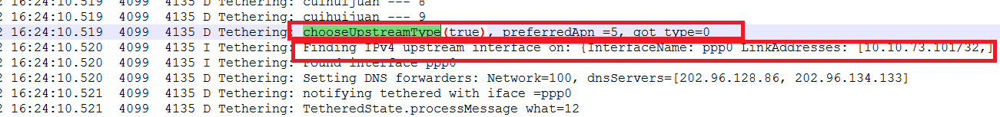 2 16:24:10.519  4099  4135 D Tethering: cuihuijuan --- 8
2 16:24:10.519  4099  4135 D Tethering: cuihuijuan --- 9
2 16:24:10.519  4099  4135 D Tethering: chooseUpstreamType(true), preferredApn =5, got type=0
2 16:24:10.520  4099  4135 I Tethering: Finding IPv4 upstream interface on: {InterfaceName: ppp0 LinkAddresses: [10.10.73.101/32,]
2 16:24:10.520  4099  4135 I Tethering: Found interface ppp0
2 16:24:10.520  4099  4135 D Tethering: Setting DNS forwarders: Network=100, dnsServers=[202.96.128.86, 202.96.134.133]
2 16:24:10.521  4099  4135 D Tethering: notifying tethered with iface =ppp0
2 16:24:10.521  4099  4135 D Tethering: TetheredState.processMessage what=12